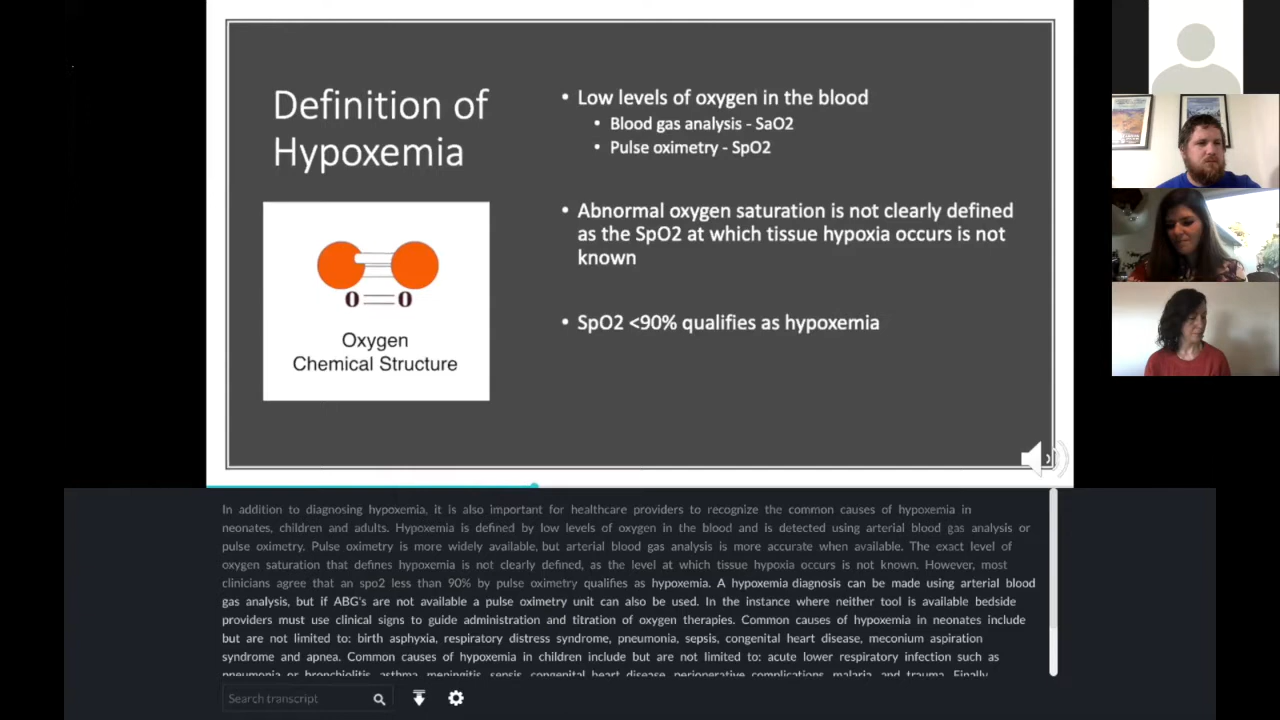 Definition of
Hypoxemia
O=O
Oxygen
Chemical Structure
• Low levels of oxygen in the blood
• Blood gas analysis - SaO2
• Pulse oximetry - SpO2
• Abnormal oxygen saturation is not clearly defined
as the SpO2 at which tissue hypoxia occurs is not
known
• SpO2 <90% qualifies as hypoxemia
In addition to diagnosing hypoxemia, it is also important for healthcare providers to recognize the common causes of hypoxemia in
neonates, children and adults. Hypoxemia is defined by low levels of oxygen in the blood and is detected using arterial blood gas analysis or
pulse oximetry. Pulse oximetry is more widely available, but arterial blood gas analysis is more accurate when available. The exact level of
oxygen saturation that defines hypoxemia is not clearly defined, as the level at which tissue hypoxia occurs is not known. However, most
clinicians agree that an spo2 less than 90% by pulse oximetry qualifies as hypoxemia. A hypoxemia diagnosis can be made using arterial blood
gas analysis, but if ABG's are not available a pulse oximetry unit can also be used. In the instance where neither tool is available bedside
providers must use clinical signs to guide administration and titration of oxygen therapies. Common causes of hypoxemia in neonates include
but are not limited to: birth asphyxia, respiratory distress syndrome, pneumonia, sepsis, congenital heart disease, meconium aspiration
syndrome and apnea. Common causes of hypoxemia in children include but are not limited to: acute lower respiratory infection such as
pneumonia or bronchiolitis, asthma, meningitis, sepsis, congenital heart disease, perioperative complications, malaria, and trauma. Finally,
Search transcript